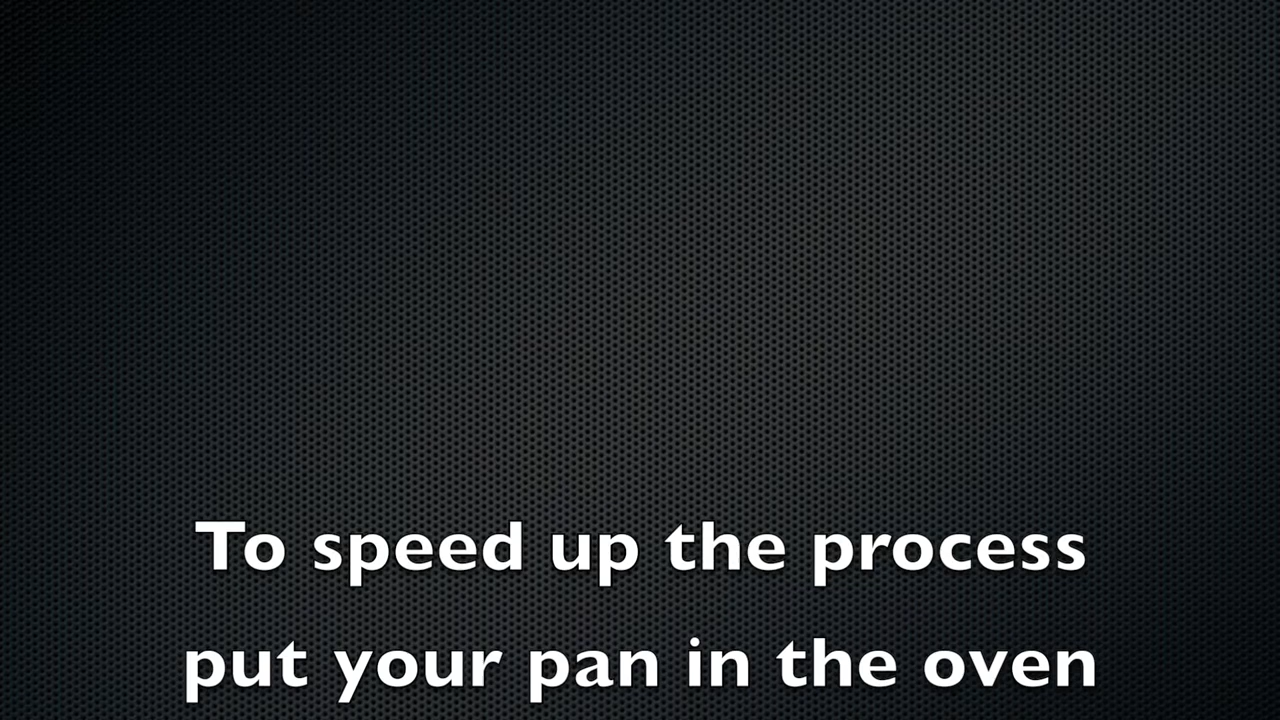 To speed up the process
put your pan in the oven